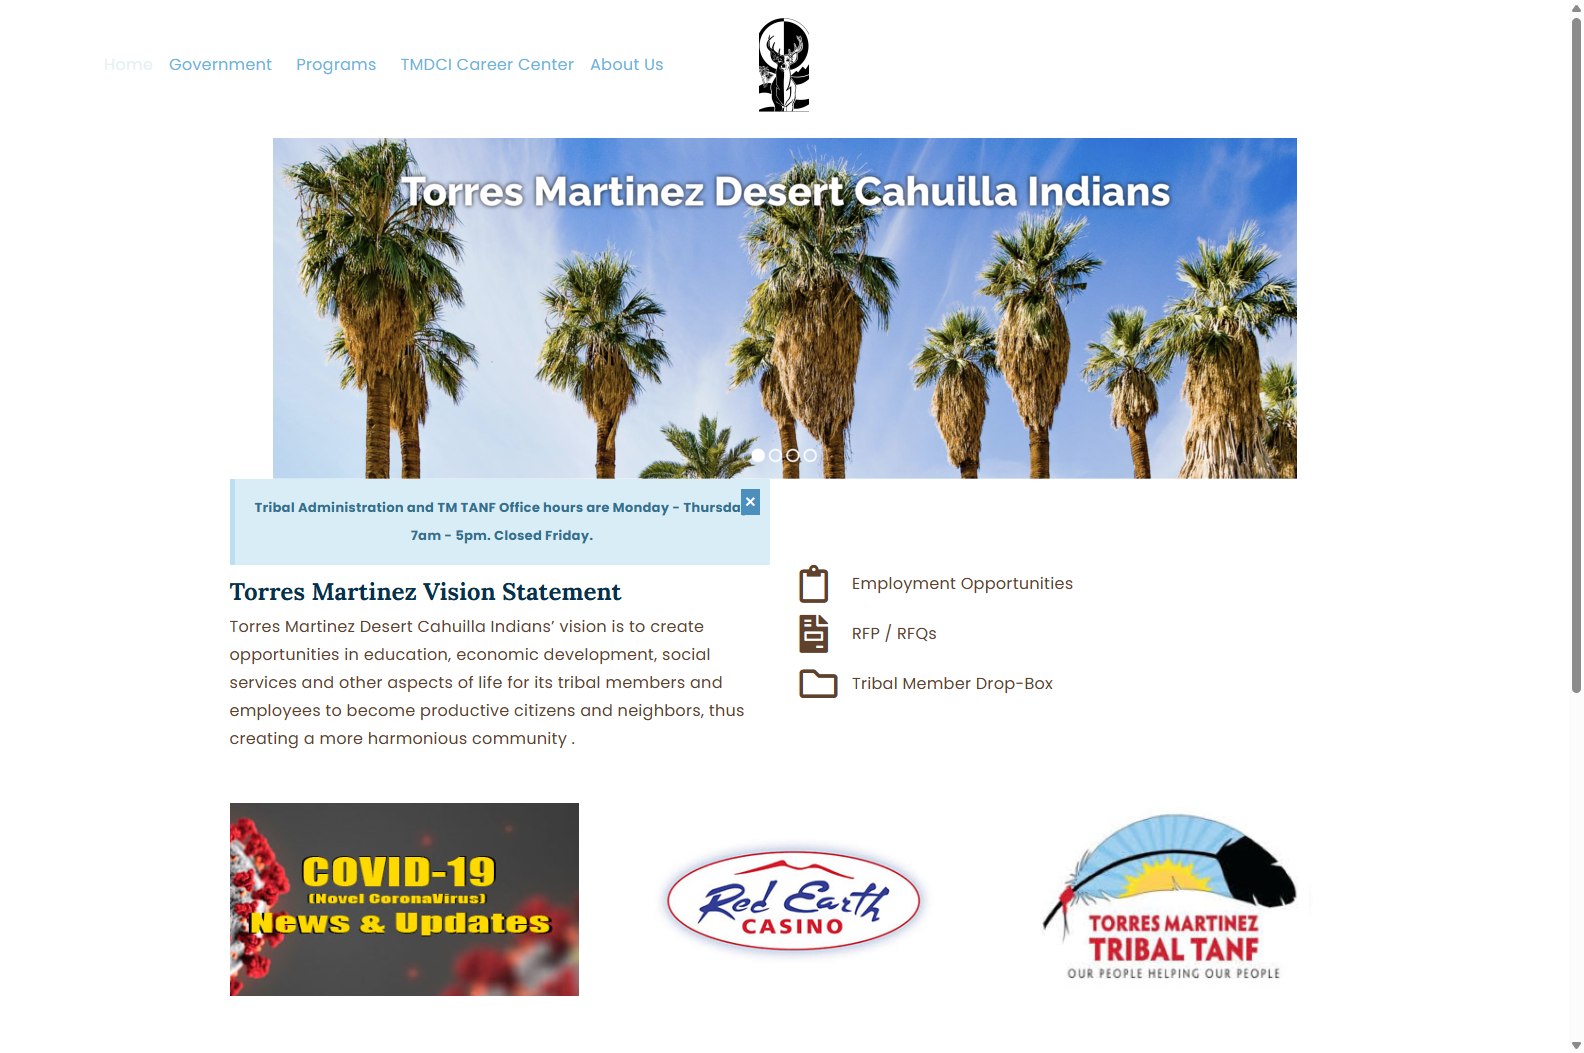 Home Government Programs TMDCI Career Center About Us
Torres Martinez Desert Cahuilla Indians
Tribal Administration and TM TANF Office hours are Monday - Thursda
7am - 5pm. Closed Friday.
×
Torres Martinez Vision Statement
Torres Martinez Desert Cahuilla Indians’ vision is to create
opportunities in education, economic development, social
services and other aspects of life for its tribal members and
employees to become productive citizens and neighbors, thus
creating a more harmonious community .
Employment Opportunities
RFP / RFQs
Tribal Member Drop-Box
COVID-19
(Novel CoronaVirus)
News & Updates
Red Earth
CASINO
TORRES MARTINEZ
TRIBAL TANF
OUR PEOPLE HELPING OUR PEOPLE